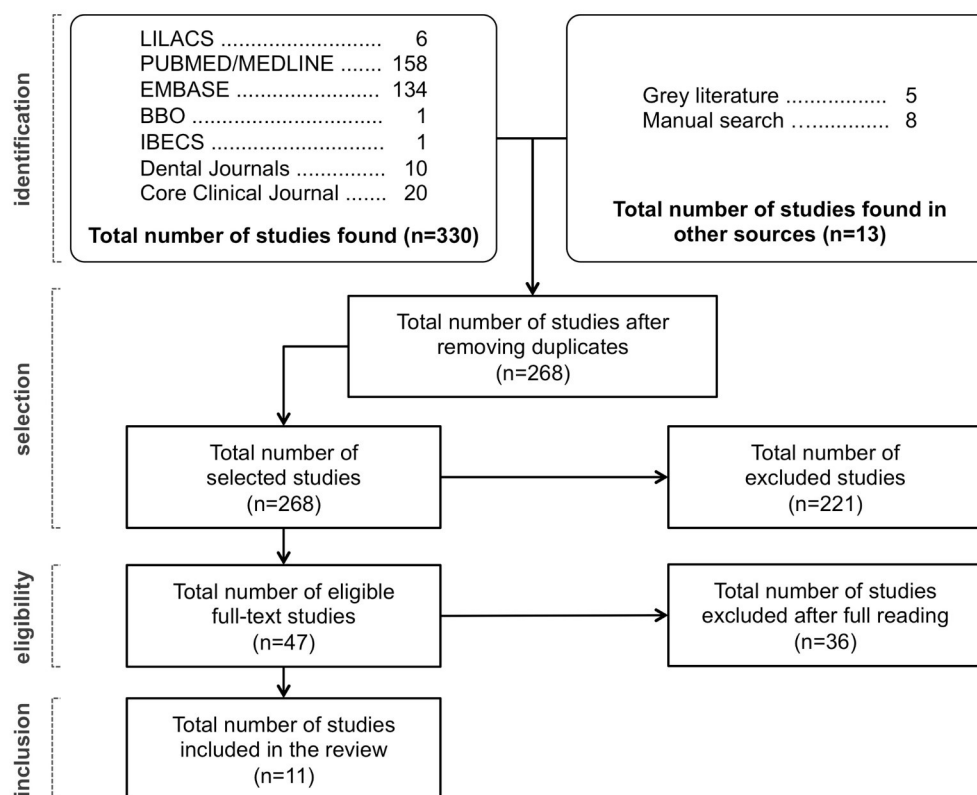 identification
LILACS ........................... 6
PUBMED/MEDLINE ....... 158
EMBASE ........................ 134
BBO ................................ 1
IBECS ............................. 1
Dental Journals ............... 10
Core Clinical Journal ....... 20
Total number of studies found (n=330)
Grey literature ................. 5
Manual search ................ 8
Total number of studies found in
other sources (n=13)
selection
Total number of studies after
removing duplicates
(n=268)
Total number of
selected studies
(n=268)
Total number of
excluded studies
(n=221)
eligibility
Total number of eligible
full-text studies
(n=47)
Total number of studies
excluded after full reading
(n=36)
inclusion
Total number of studies
included in the review
(n=11)